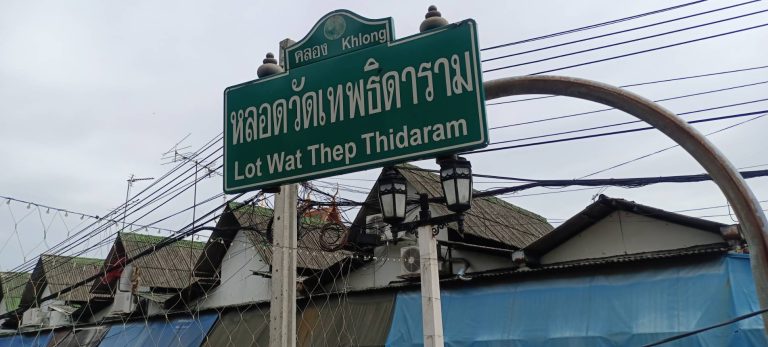 คลอง Khlong
หลอดวัดเทพธิดาราม
Lot Wat Thep Thidaram